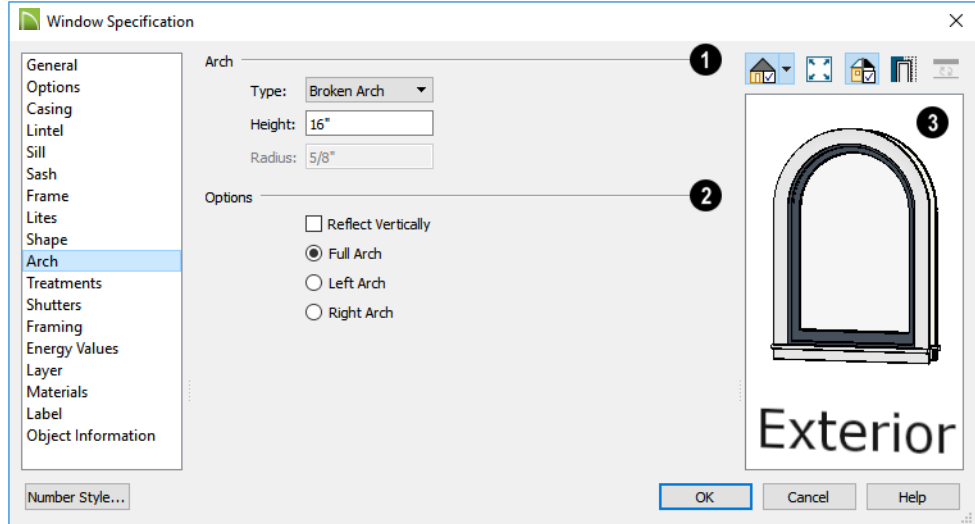 Window Specification
General
Options
Casing
Lintel
Sill
Sash
Frame
Lites
Shape
Arch
Treatments
Shutters
Framing
Energy Values
Layer
Materials
Label
Object Information
Arch
1
Type: Broken Arch
Height: 16"
Radius: 5/8"
Options
2
Reflect Vertically
Full Arch
Left Arch
Right Arch
3
Exterior
Number Style...
OK
Cancel
Help